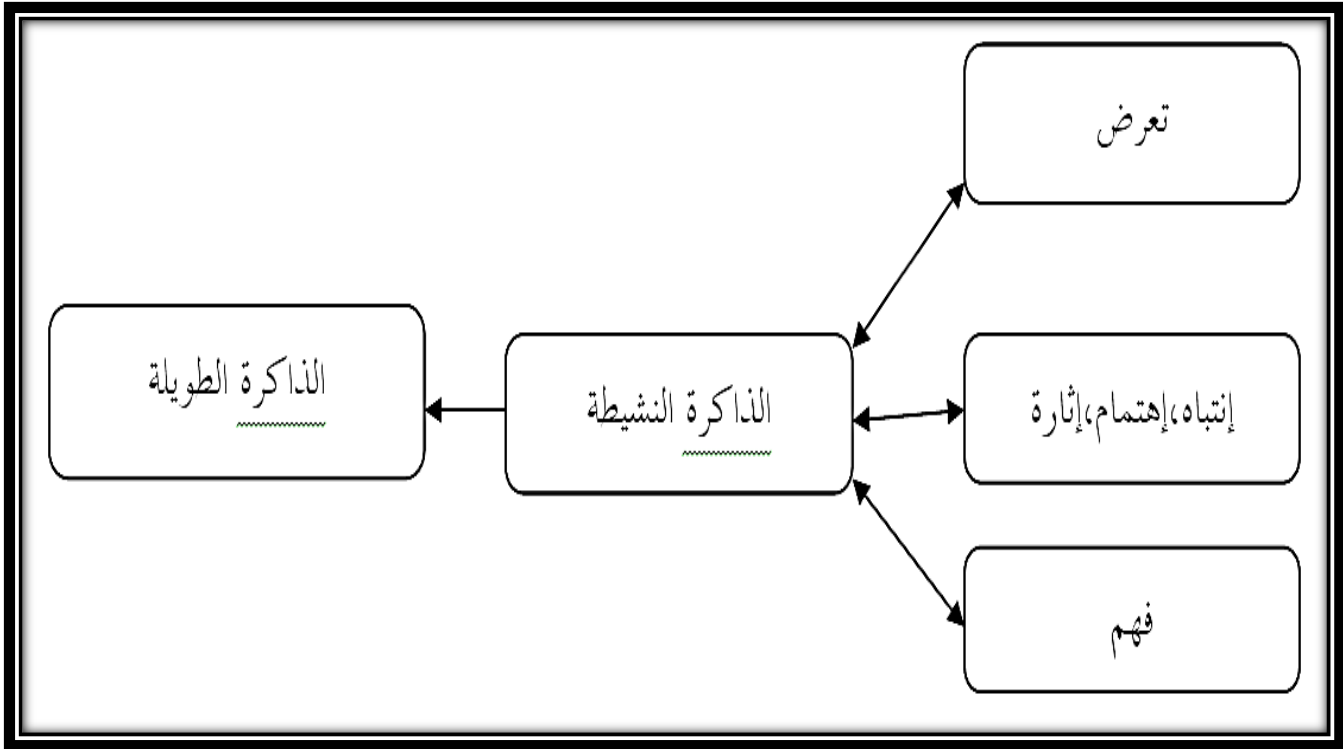 تعرض
إنتباه،إهتمام،إثارة
فهم
الذاكرة النشيطة
الذاكرة الطويلة